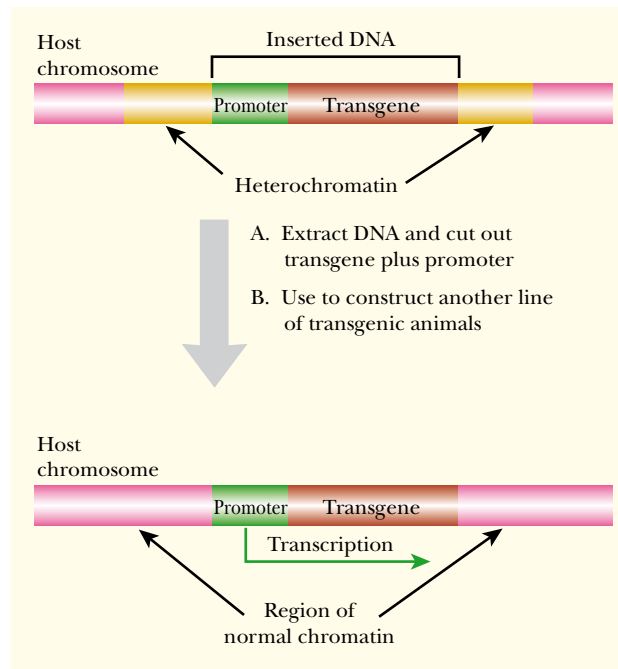 Inserted DNA
Host
chromosome
Promoter Transgene
Heterochromatin
A. Extract DNA and cut out
transgene plus promoter
B. Use to construct another line
of transgenic animals
Host
chromosome
Promoter Transgene
Transcription
Region of
normal chromatin